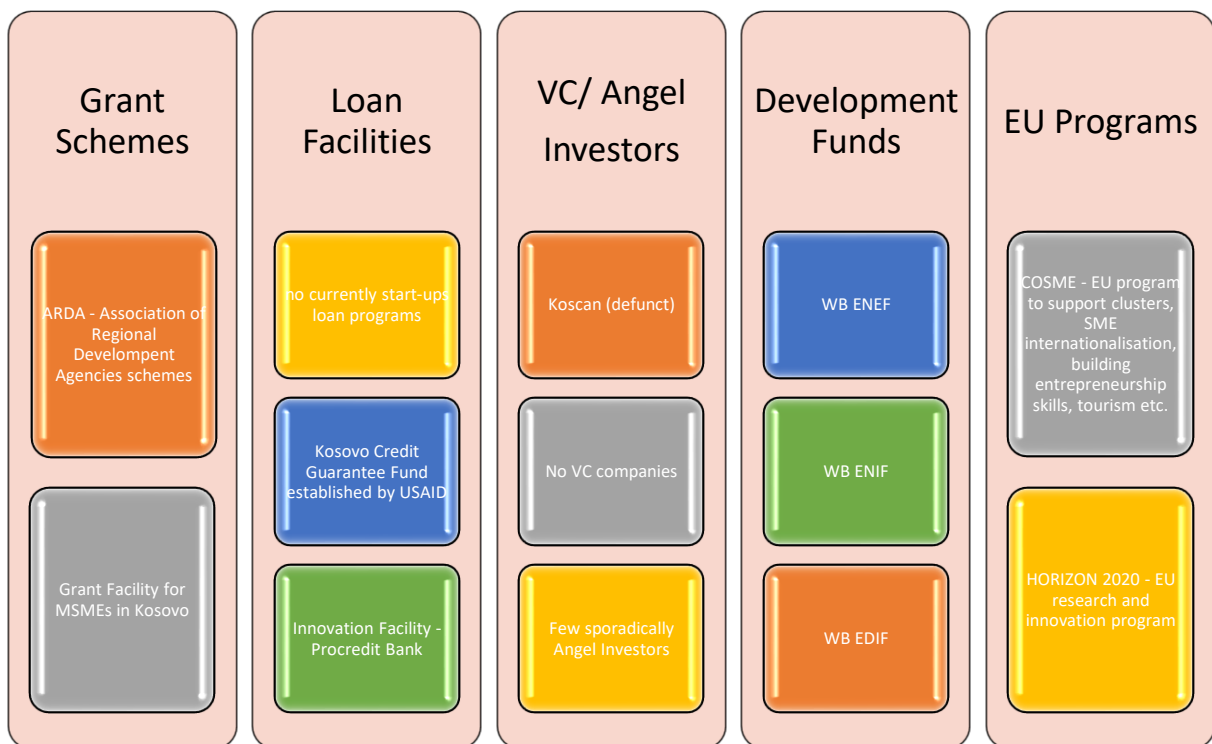 Grant
Schemes
ARDA - Association of
Regional
Develompent
Agencies schemes
Grant Facility for
MSMEs in Kosovo
Loan
Facilities
no currently start-ups
loan programs
Kosovo Credit
Guarantee Fund
established by USAID
Innovation Facility -
Procredit Bank
VC/ Angel
Investors
Koscan (defunct)
No VC companies
Few sporadically
Angel Investors
Development
Funds
WB ENEF
WB ENIF
WB EDIF
EU Programs
COSME - EU program
to support clusters,
SME
internationalisation,
building
entrepreneurship
skills, tourism etc.
HORIZON 2020 - EU
research and
innovation program